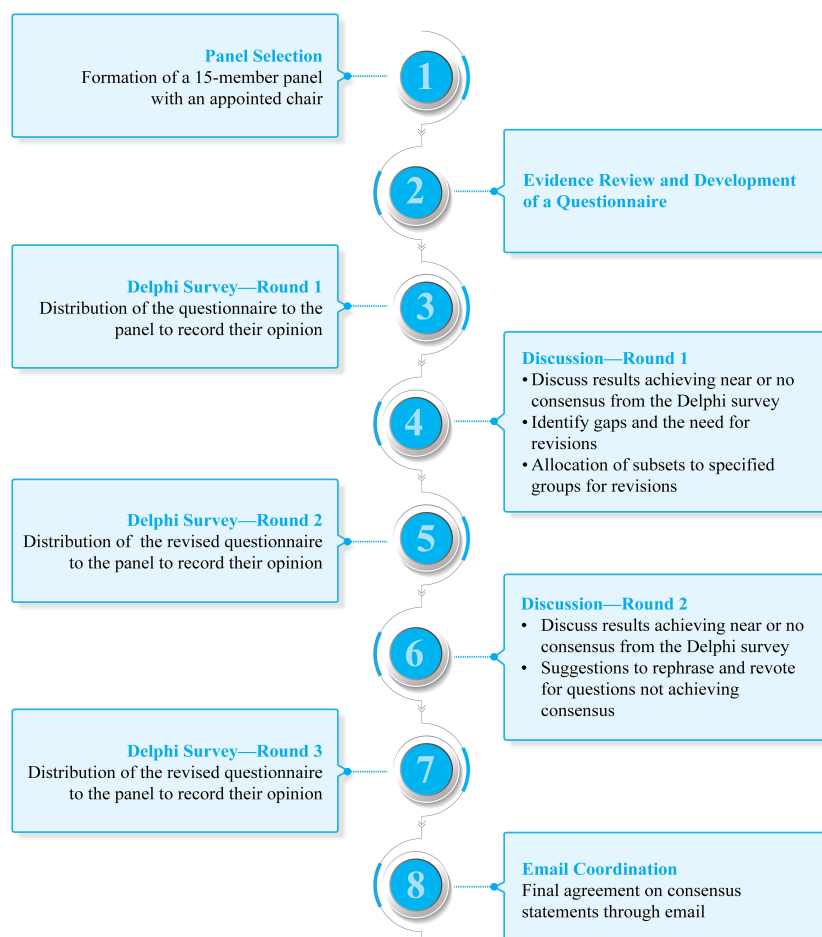 Panel Selection
Formation of a 15-member panel
with an appointed chair
1
2
Evidence Review and Development
of a Questionnaire
Delphi Survey—Round 1
Distribution of the questionnaire to the
panel to record their opinion
3
4
Discussion—Round 1
• Discuss results achieving near or no
consensus from the Delphi survey
• Identify gaps and the need for
revisions
• Allocation of subsets to specified
groups for revisions
Delphi Survey—Round 2
Distribution of the revised questionnaire
to the panel to record their opinion
5
6
Discussion—Round 2
• Discuss results achieving near or no
consensus from the Delphi survey
• Suggestions to rephrase and revote
for questions not achieving
consensus
Delphi Survey—Round 3
Distribution of the revised questionnaire
to the panel to record their opinion
7
8
Email Coordination
Final agreement on consensus
statements through email